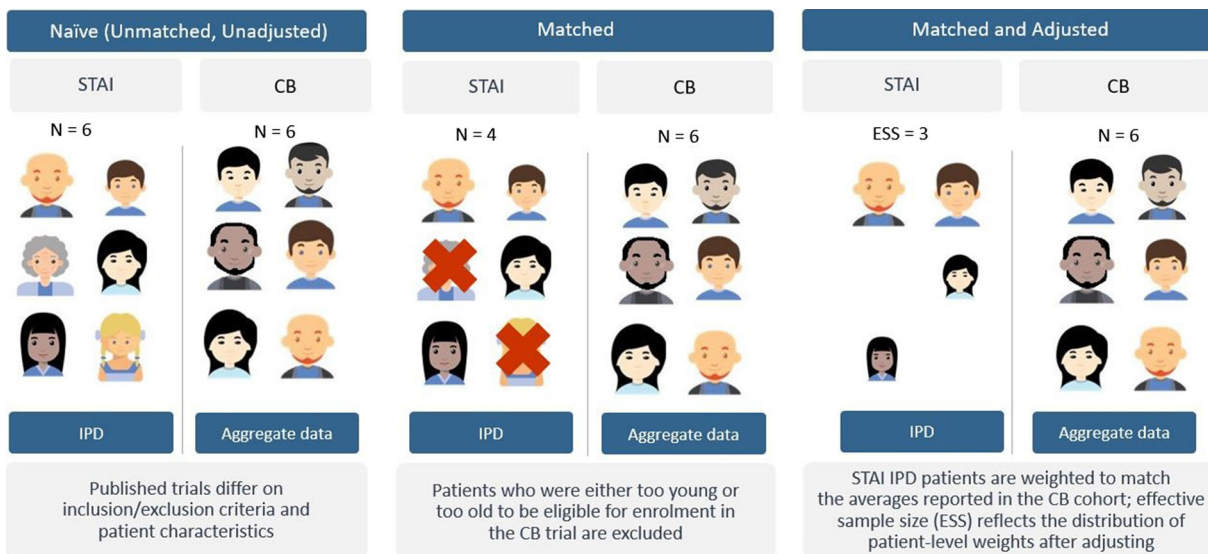 Naïve (Unmatched, Unadjusted)
STAI
CB
N = 6
N = 6
IPD
Aggregate data
Published trials differ on
inclusion/exclusion criteria and
patient characteristics
Matched
STAI
CB
N = 4
N = 6
IPD
Aggregate data
Patients who were either too young or
too old to be eligible for enrolment in
the CB trial are excluded
Matched and Adjusted
STAI
CB
ESS = 3
N = 6
IPD
Aggregate data
STAI IPD patients are weighted to match
the averages reported in the CB cohort; effective
sample size (ESS) reflects the distribution of
patient-level weights after adjusting